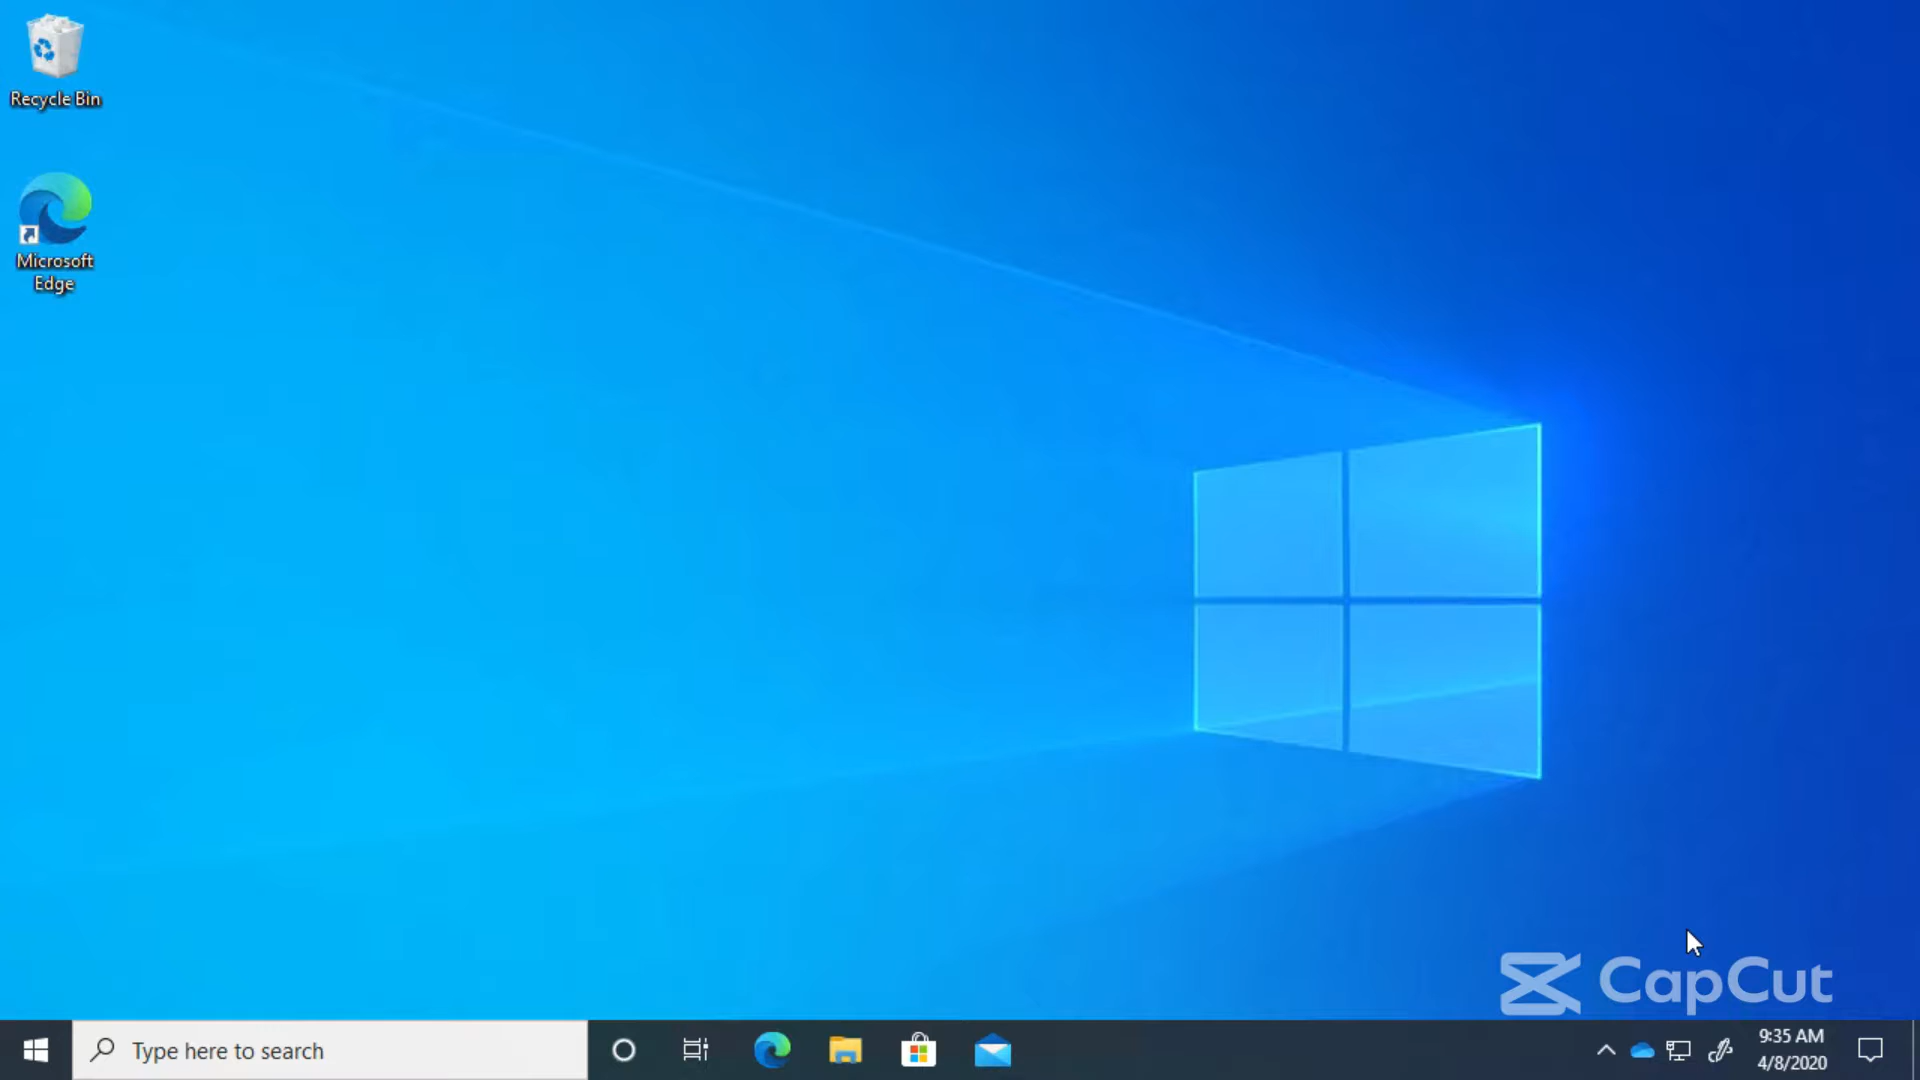 Recycle Bin
Microsoft
Edge
CapCut
Type here to search
9:35 AM
4/8/2020